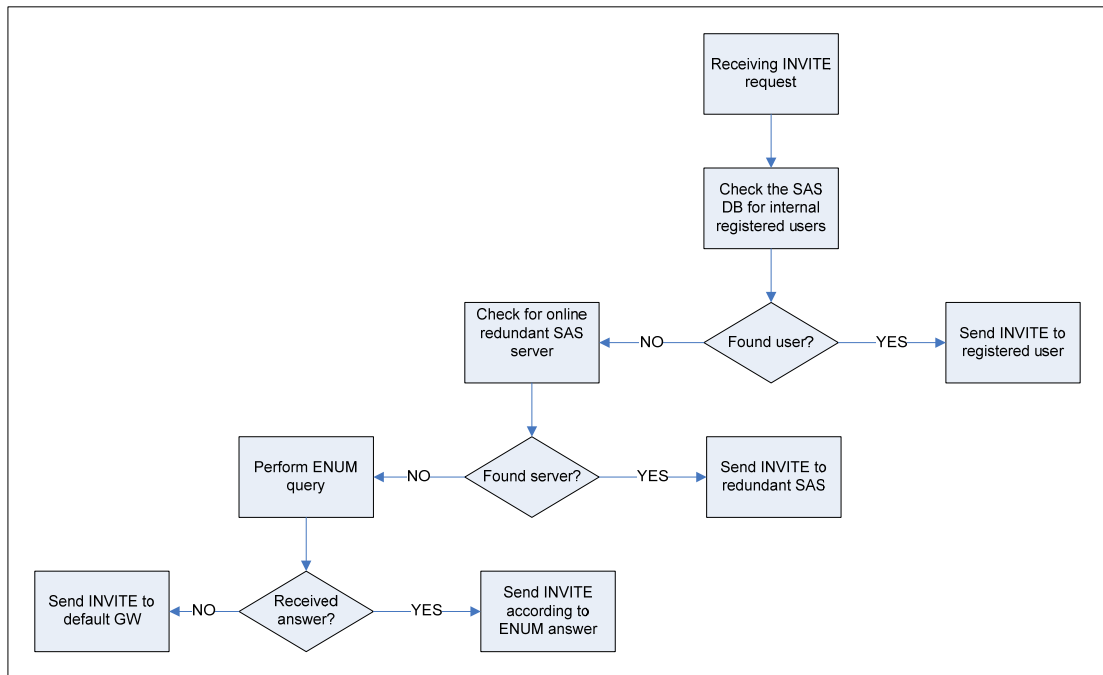 Receiving INVITE
request
Check the SAS
DB for internal
registered users
Check for online
redundant SAS
server
NO
Found user?
YES
Send INVITE to
registered user
Perform ENUM
query
NO
Found server?
YES
Send INVITE to
redundant SAS
Send INVITE to
default GW
NO
Received
answer?
YES
Send INVITE
according to
ENUM answer